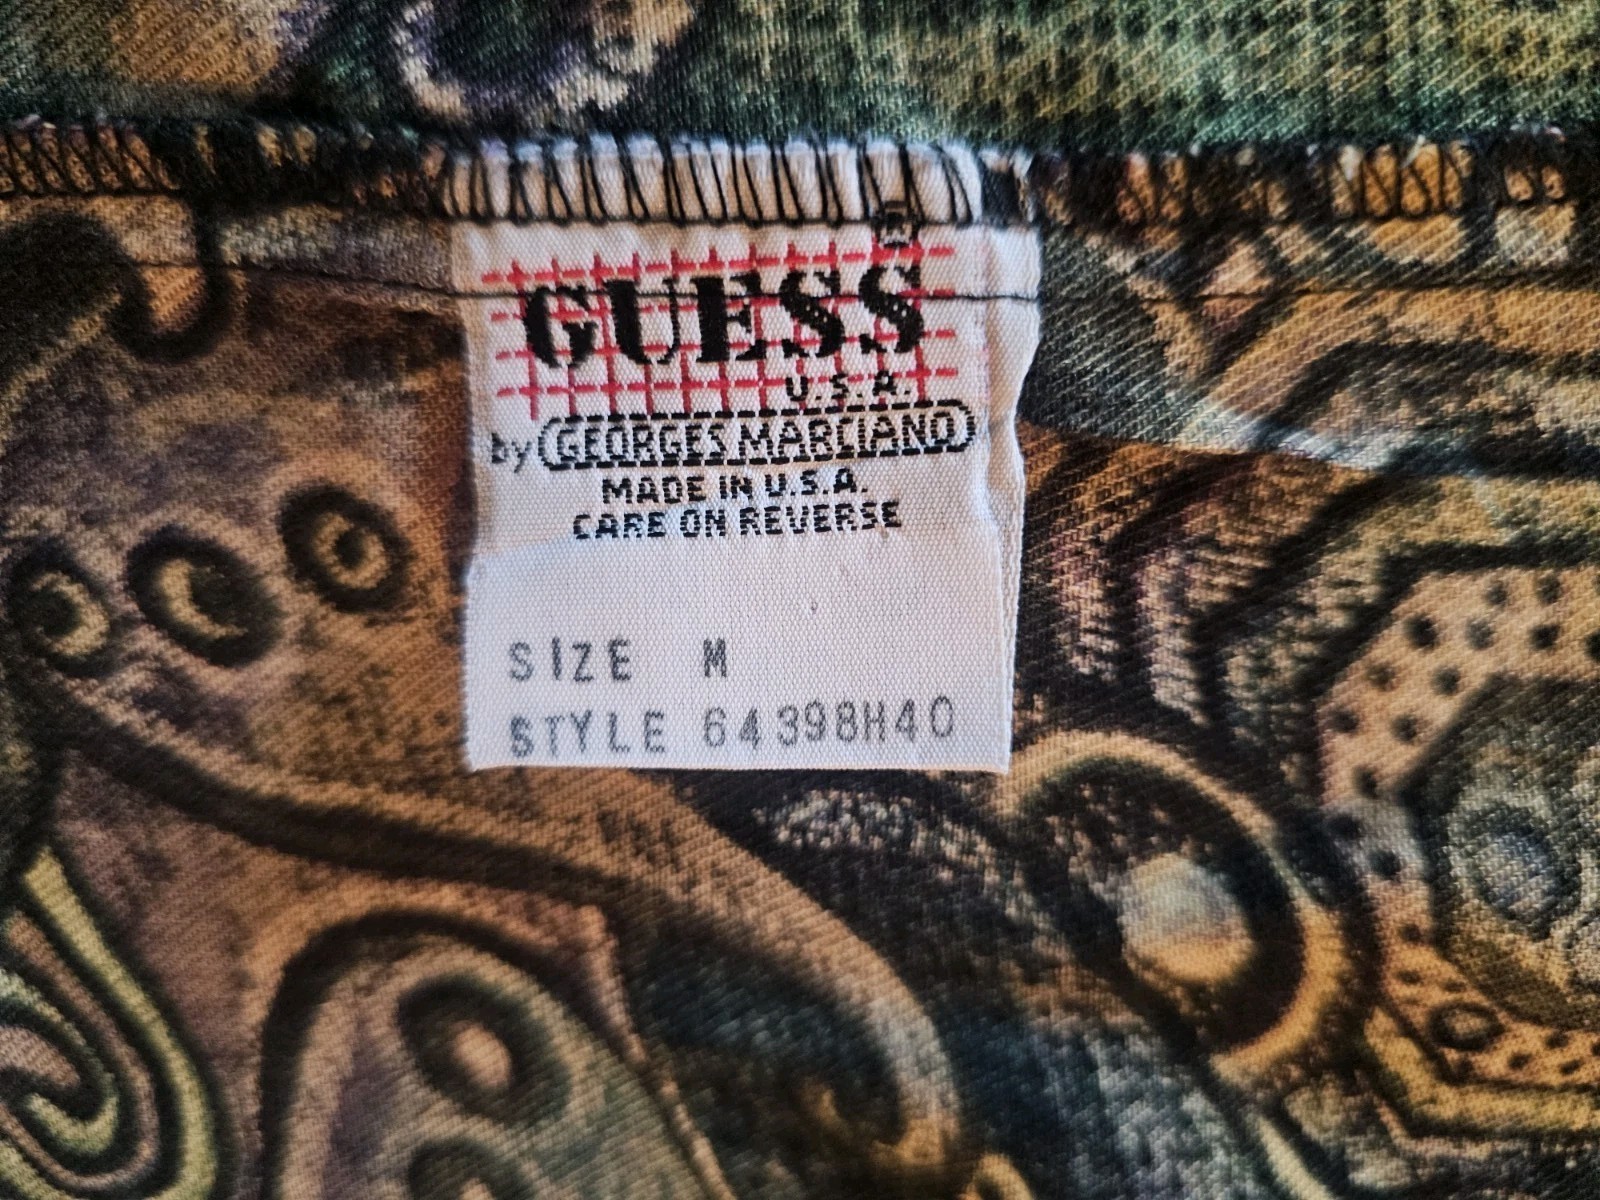 GUESS
U.S.A.
by GEORGES MARCIANO
MADE IN U.S.A.
CARE ON REVERSE
SIZE M
STYLE 64398H40